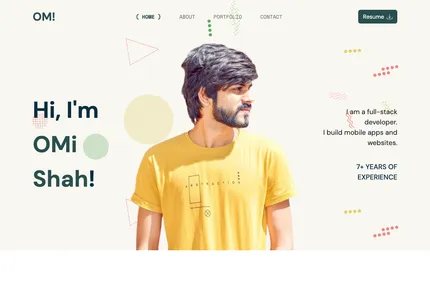 OM!
{ HOME }
ABOUT
PORTFOLIO
CONTACT
Resume
Hi, I'm
OMi
Shah!
ABSTRACTION
I am a full-stack
developer.
I build mobile apps and
websites.
7+ YEARS OF
EXPERIENCE